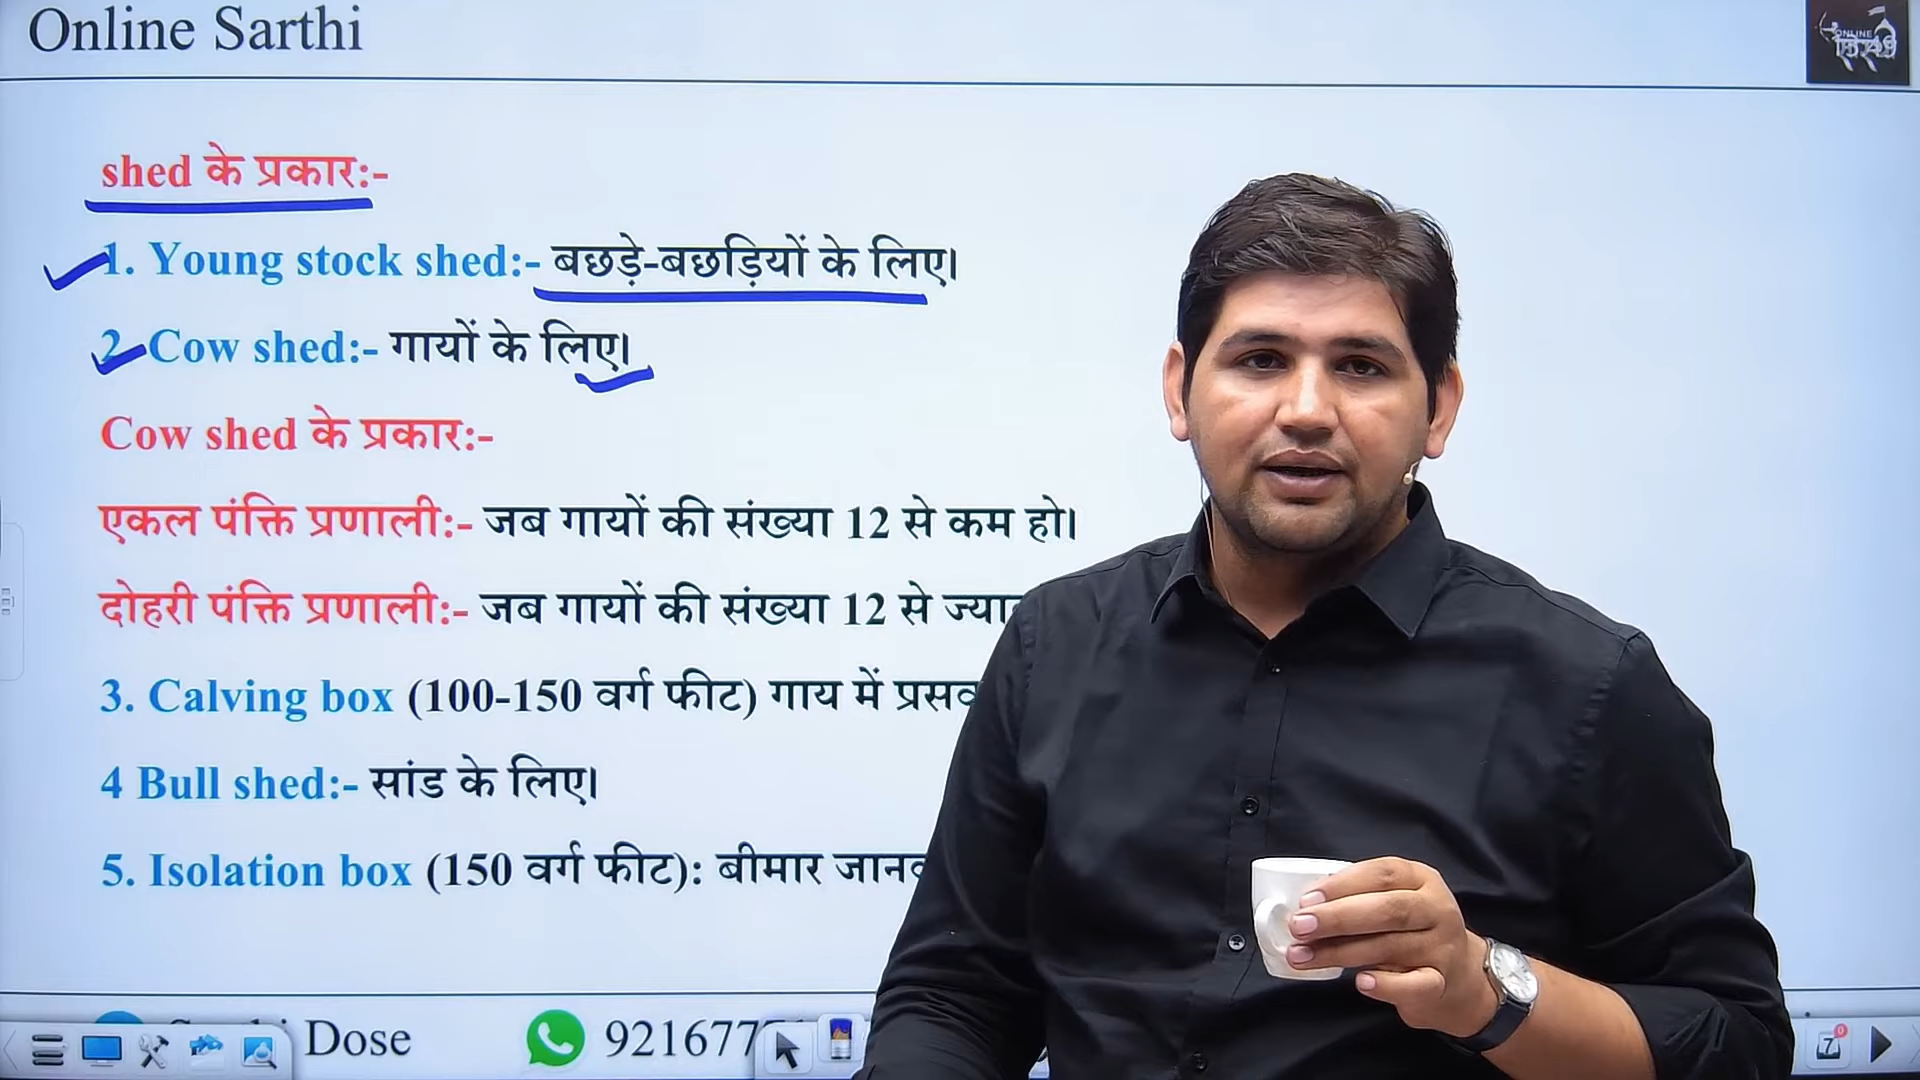 Online Sarthi
ONLINE
shed के प्रकार:-
1. Young stock shed:- बछड़े-बछड़ियों के लिए।
2. Cow shed:- गायों के लिए।
Cow shed के प्रकार:-
एकल पंक्ति प्रणाली:- जब गायों की संख्या 12 से कम हो।
दोहरी पंक्ति प्रणाली:- जब गायों की संख्या 12 से
3. Calving box (100-150 वर्ग फीट) गाय में
4 Bull shed:- सांड के लिए।
5. Isolation box (150 वर्ग फीट): बीमार
Dose 921677
7